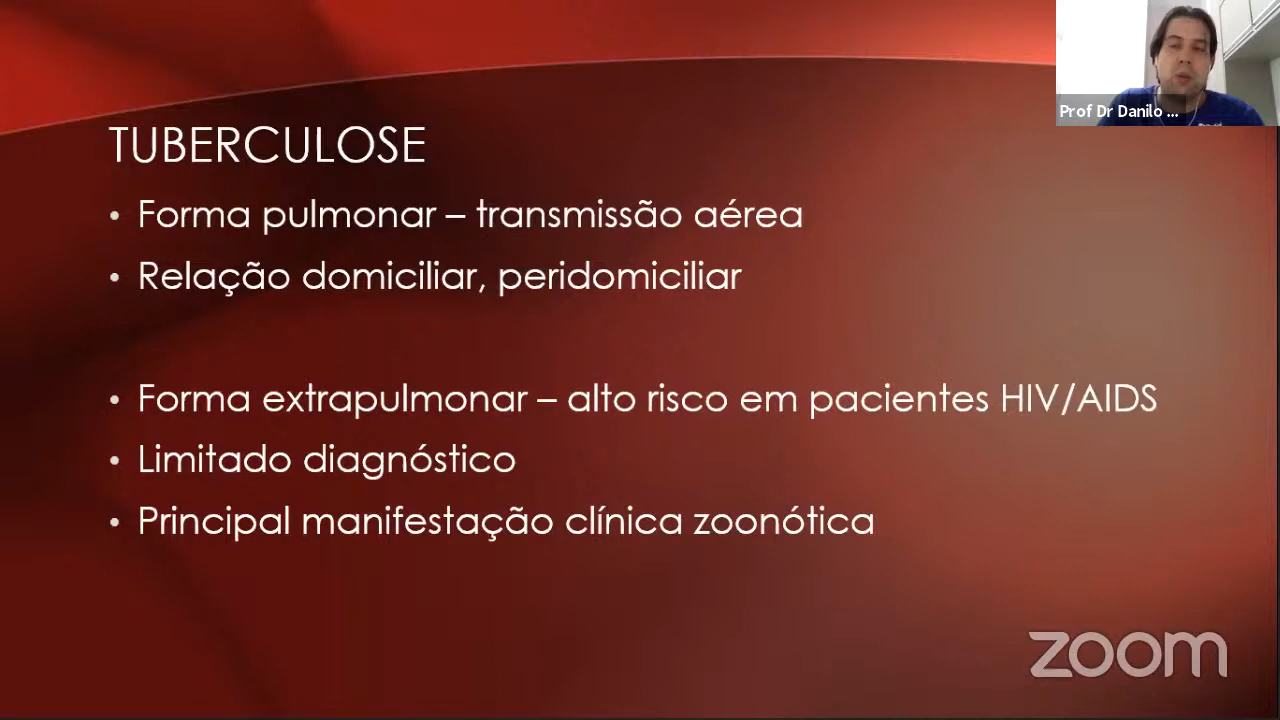 Prof Dr Danilo ...
TUBERCULOSE
• Forma pulmonar – transmissão aérea
• Relação domiciliar, peridomiciliar
• Forma extrapulmonar – alto risco em pacientes HIV/AIDS
• Limitado diagnóstico
• Principal manifestação clínica zoonótica
zoom